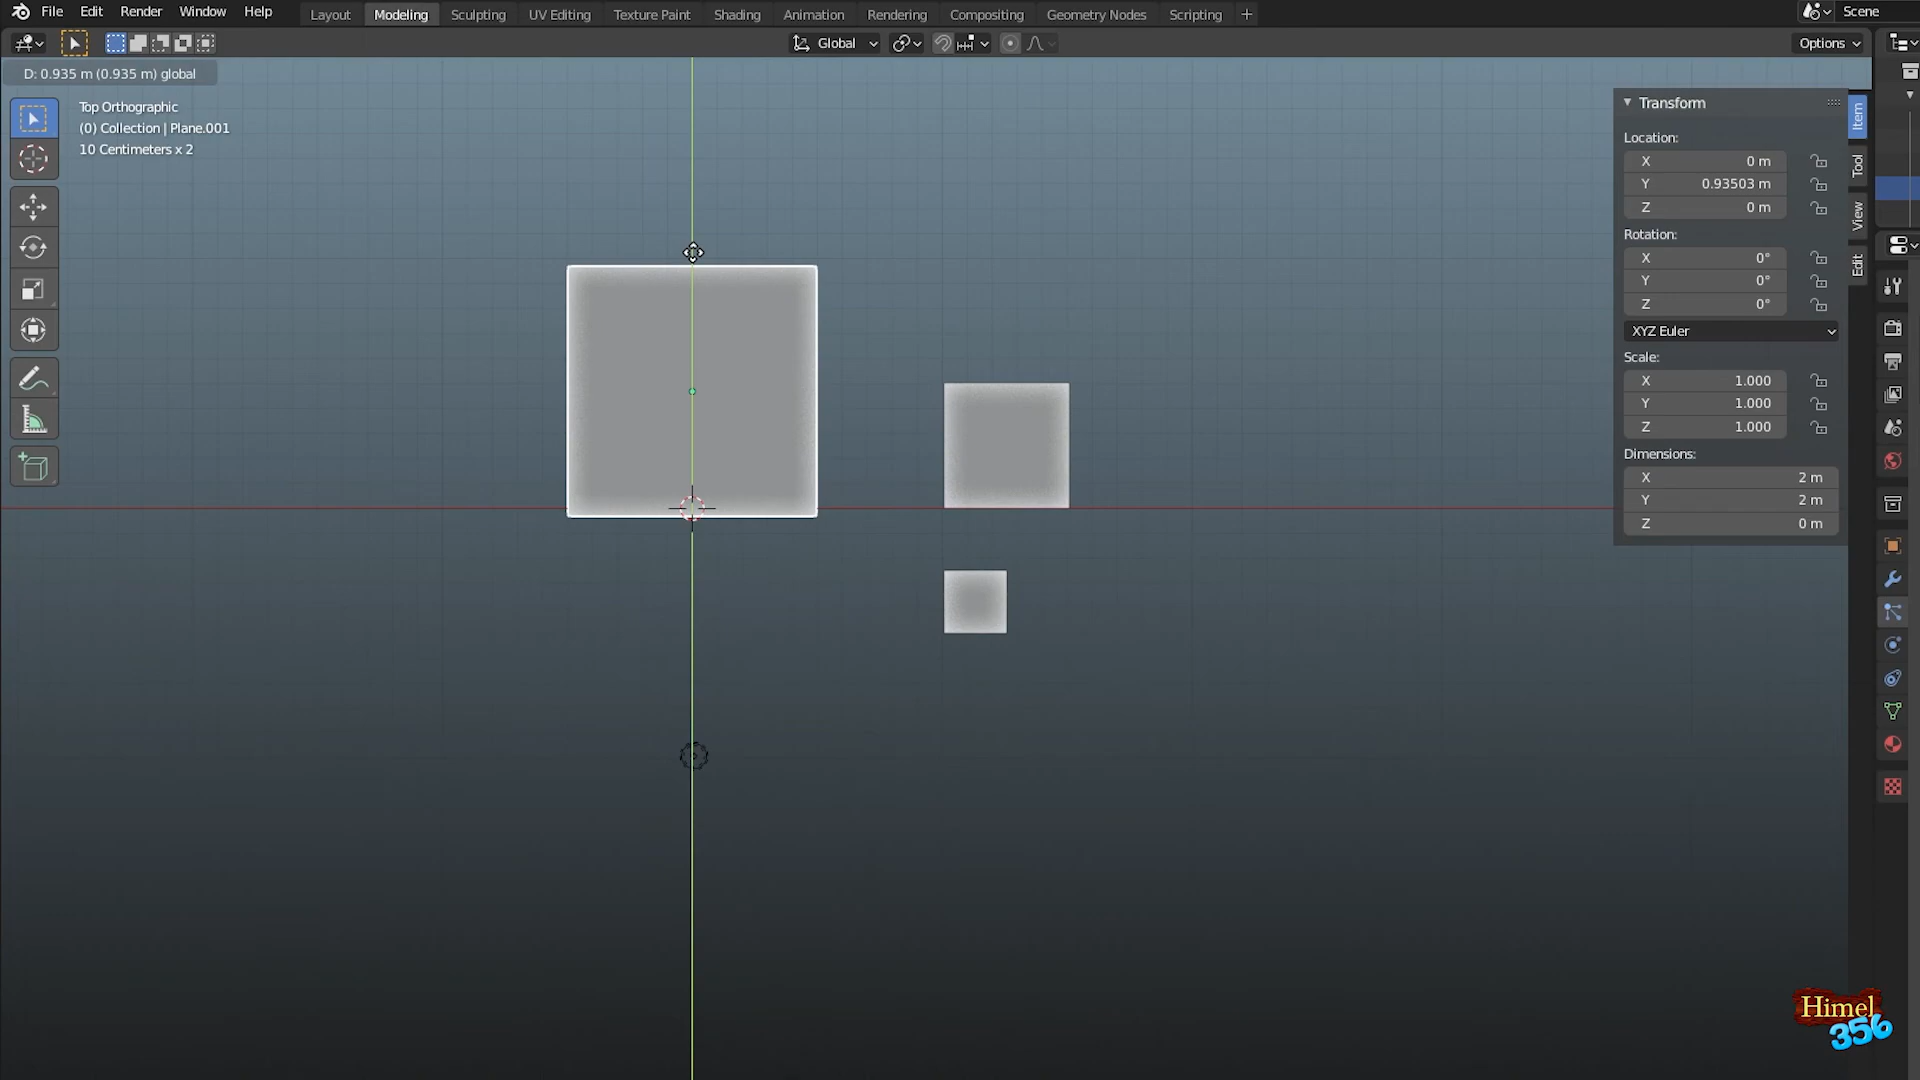 File Edit Render Window Help Layout Modeling Sculpting UV Editing Texture Paint Shading Animation Rendering Compositing Geometry Nodes Scripting + Scene
Global Options
D: 0.935 m (0.935 m) global
Top Orthographic
(0) Collection | Plane.001
10 Centimeters x 2
Transform
Location:
X 0 m
Y 0.93503 m
Z 0 m
Rotation:
X 0°
Y 0°
Z 0°
XYZ Euler
Scale:
X 1.000
Y 1.000
Z 1.000
Dimensions:
X 2 m
Y 2 m
Z 0 m
Item
Tool
View
Edit
Himel
356